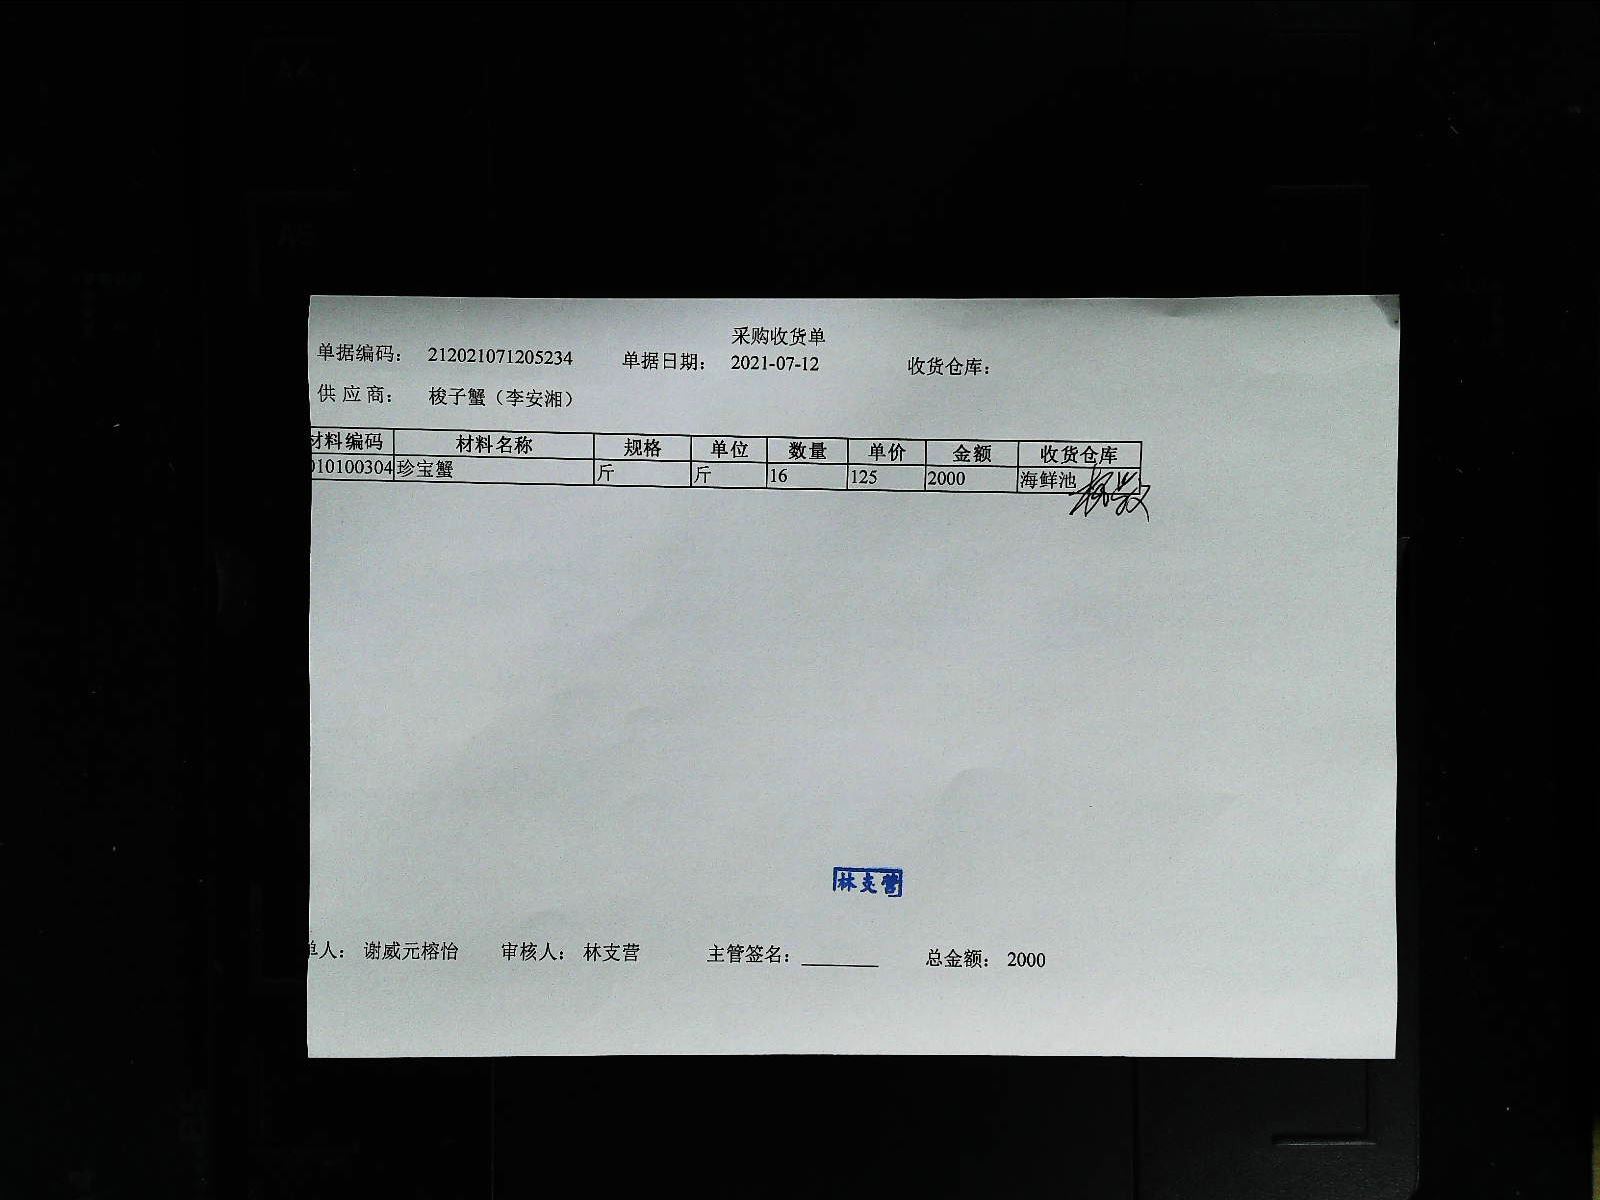 采购收货单
单据编码： 212021071205234 单据日期： 2021-07-12 收货仓库：
供 应 商： 梭子蟹（李安湘）
材料编码 材料名称 规格 单位 数量 单价 金额 收货仓库
010100304 珍宝蟹 斤 斤 16 125 2000 海鲜池
林支营
单人： 谢威元榕怡 审核人： 林支营 主管签名： 总金额： 2000